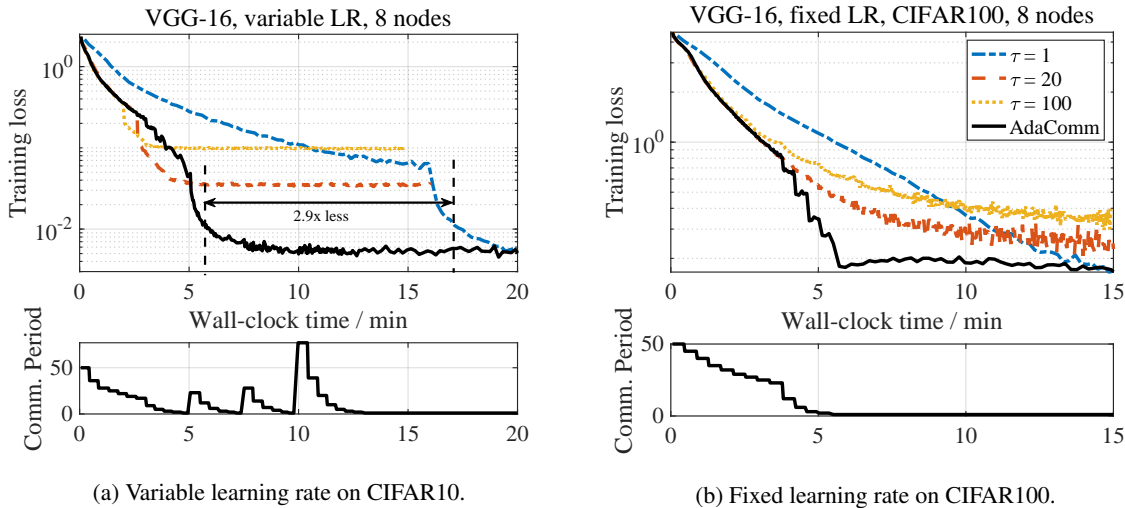 VGG-16, variable LR, 8 nodes
Training loss
10^0
10^-2
2.9x less
0 5 10 15 20
Wall-clock time / min
Comm. Period
50
0
0 5 10 15 20
(a) Variable learning rate on CIFAR10.
VGG-16, fixed LR, CIFAR100, 8 nodes
τ = 1
τ = 20
τ = 100
AdaComm
Training loss
10^0
0 5 10 15
Wall-clock time / min
Comm. Period
50
0
0 5 10 15
(b) Fixed learning rate on CIFAR100.